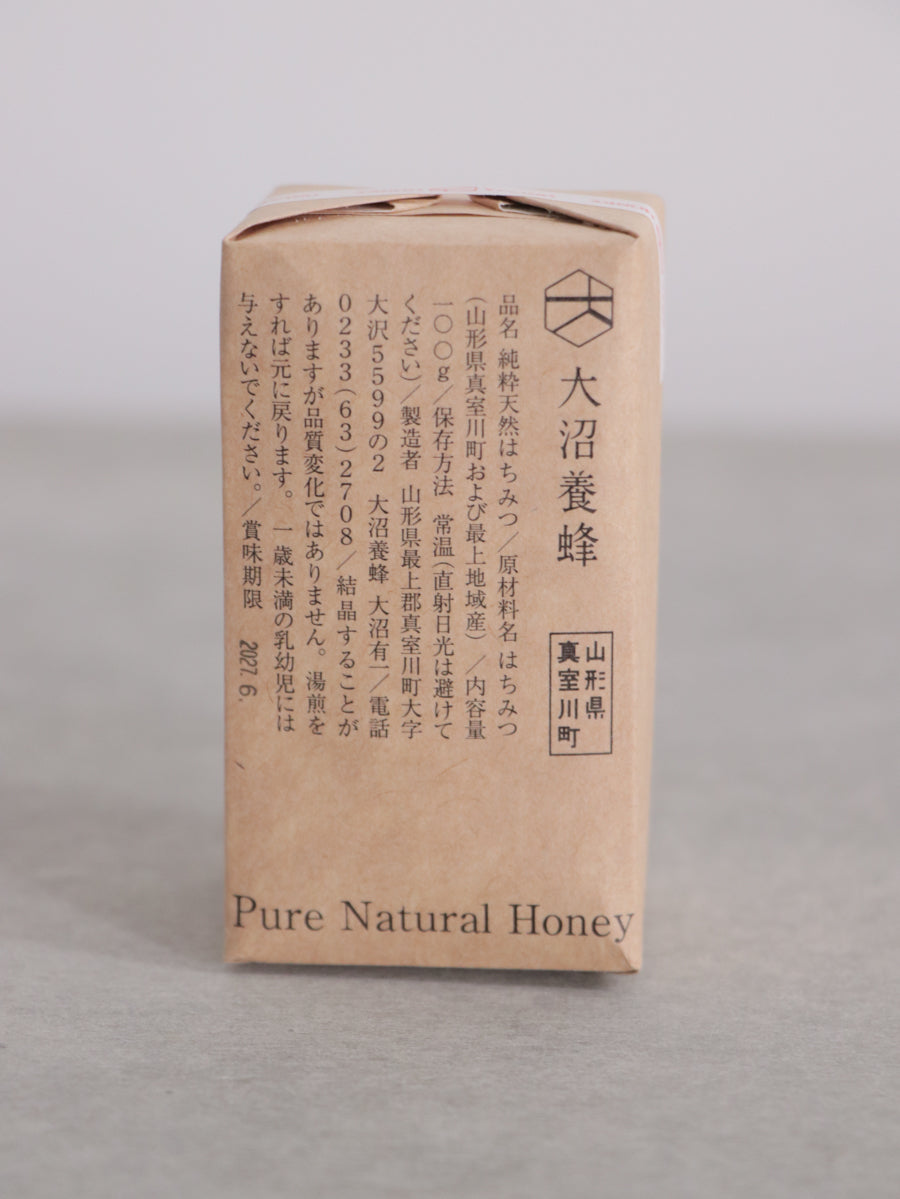 大沼養蜂
山形県
真室川町
品名 純粋天然はちみつ／原材料名 はちみつ
(山形県真室川町および最上地域産)／内容量
一〇〇g／保存方法 常温(直射日光は避けて
ください)／製造者 山形県最上郡真室川町大字
大沢5599の2 大沼養蜂 大沼有一／電話
0233(63)2708／結晶することが
ありますが品質変化ではありません。湯煎を
すれば元に戻ります。一歳未満の乳幼児には
与えないでください。／賞味期限 2027. 6.
Pure Natural Honey